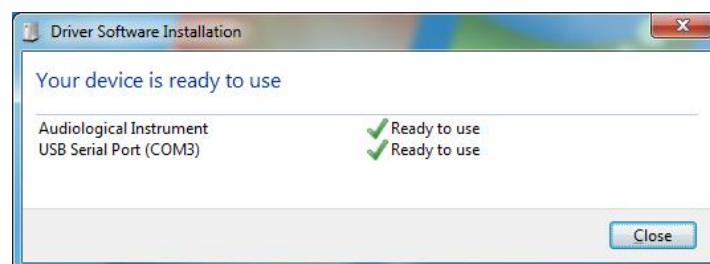 Driver Software Installation
Your device is ready to use
Audiological Instrument Ready to use
USB Serial Port (COM3) Ready to use
Close